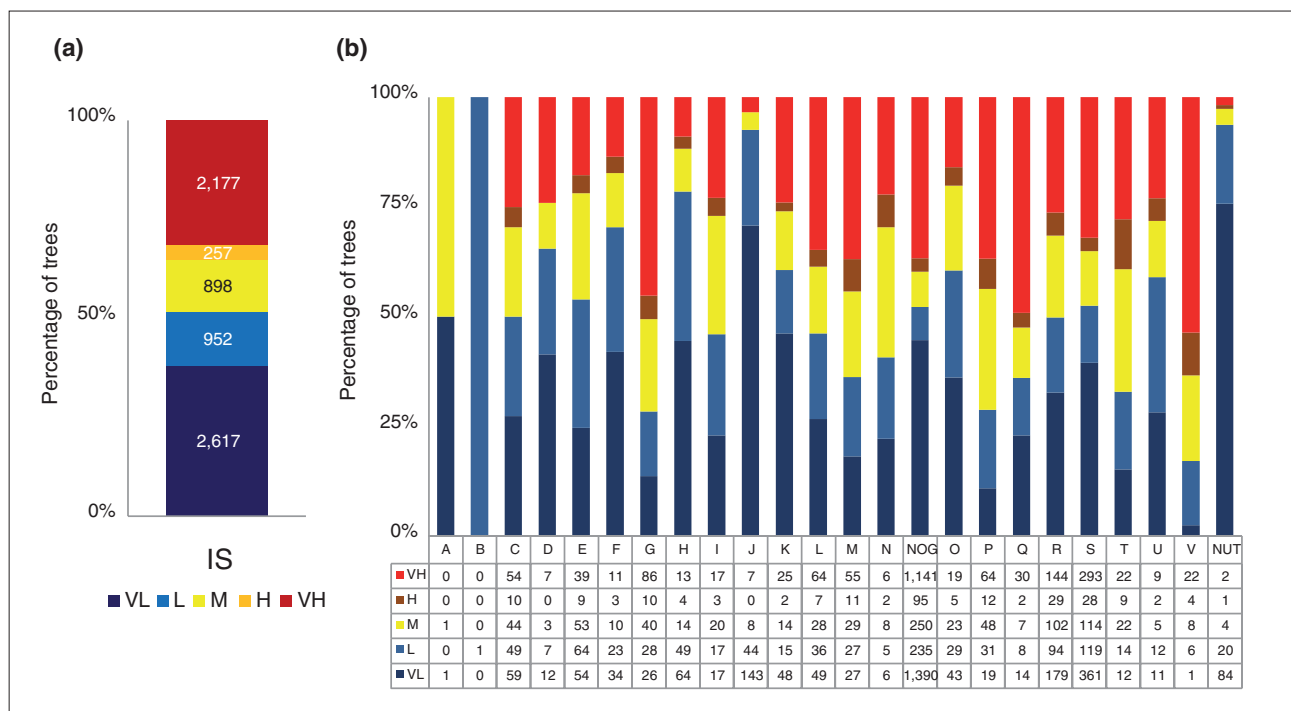 (a)
100%
50%
0%
Percentage of trees
2,177
257
898
952
2,617
IS
VL L M H VH
(b)
100%
75%
50%
25%
0%
Percentage of trees
A B C D E F G H I J K L M N NOG O P Q R S T U V NUT
VH 0 0 54 7 39 11 86 13 17 7 25 64 55 6 1,141 19 64 30 144 293 22 9 22 2
H 0 0 10 0 9 3 10 4 3 0 2 7 11 2 95 5 12 2 29 28 9 2 4 1
M 1 0 44 3 53 10 40 14 20 8 14 28 29 8 250 23 48 7 102 114 22 5 8 4
L 0 1 49 7 64 23 28 49 17 44 15 36 27 5 235 29 31 8 94 119 14 12 6 20
VL 1 0 59 12 54 34 26 64 17 143 48 49 27 6 1,390 43 19 14 179 361 12 11 1 84